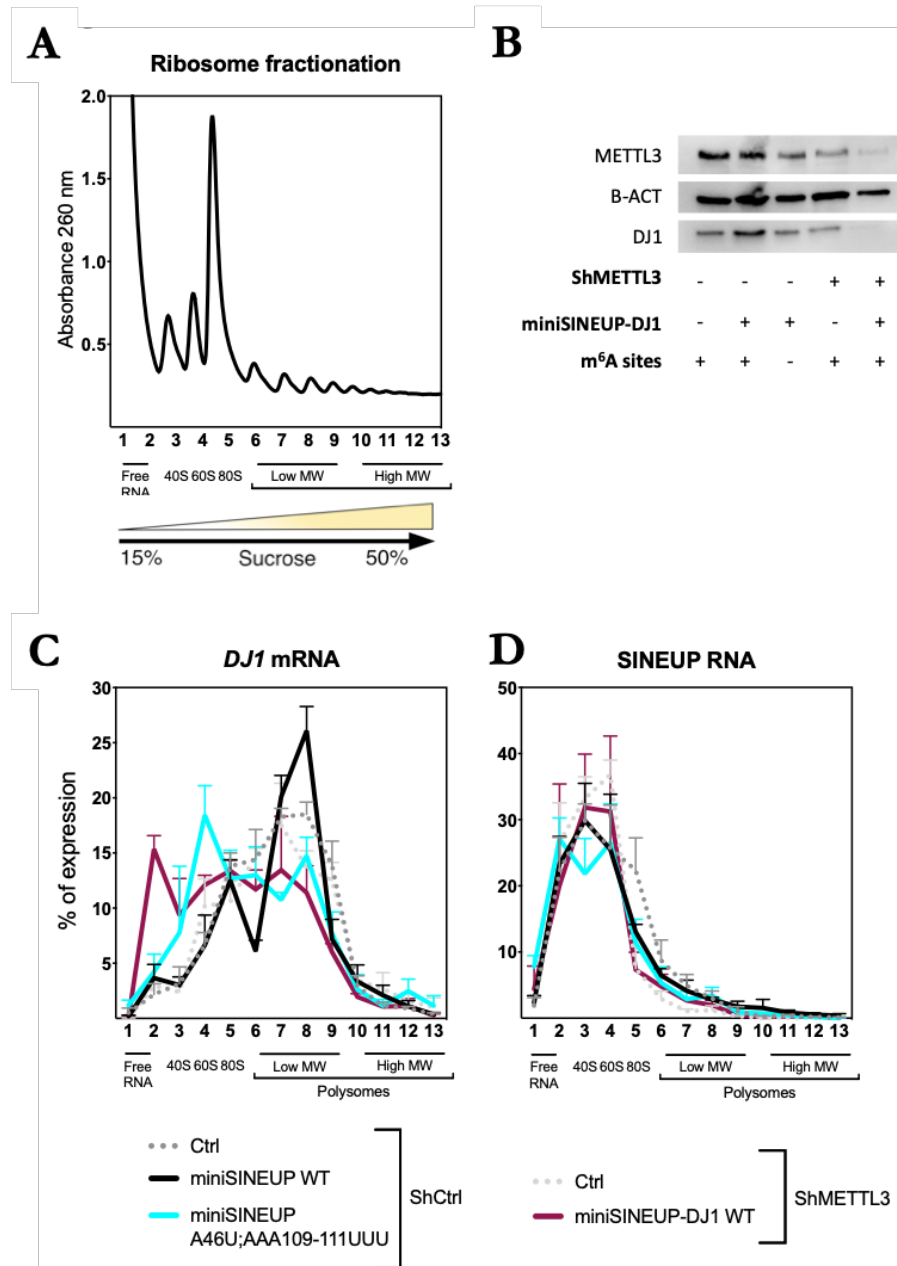 A
Ribosome fractionation
Absorbance 260 nm
2.0
1.5
1.0
0.5
1 2 3 4 5 6 7 8 9 10 11 12 13
Free RNA
40S 60S 80S
Low MW
High MW
15% Sucrose 50%
B
METTL3
B-ACT
DJ1
ShMETTL3 - - - + +
miniSINEUP-DJ1 - + + - +
m⁶A sites + + - + +
C
DJ1 mRNA
% of expression
30
25
20
15
10
5
1 2 3 4 5 6 7 8 9 10 11 12 13
Free
RNA
40S 60S 80S
Low MW
High MW
Polysomes
D
SINEUP RNA
50
40
30
20
10
1 2 3 4 5 6 7 8 9 10 11 12 13
Free
RNA
40S 60S 80S
Low MW
High MW
Polysomes
Ctrl
miniSINEUP WT
miniSINEUP
A46U;AAA109-111UUU
ShCtrl
Ctrl
miniSINEUP-DJ1 WT
ShMETTL3